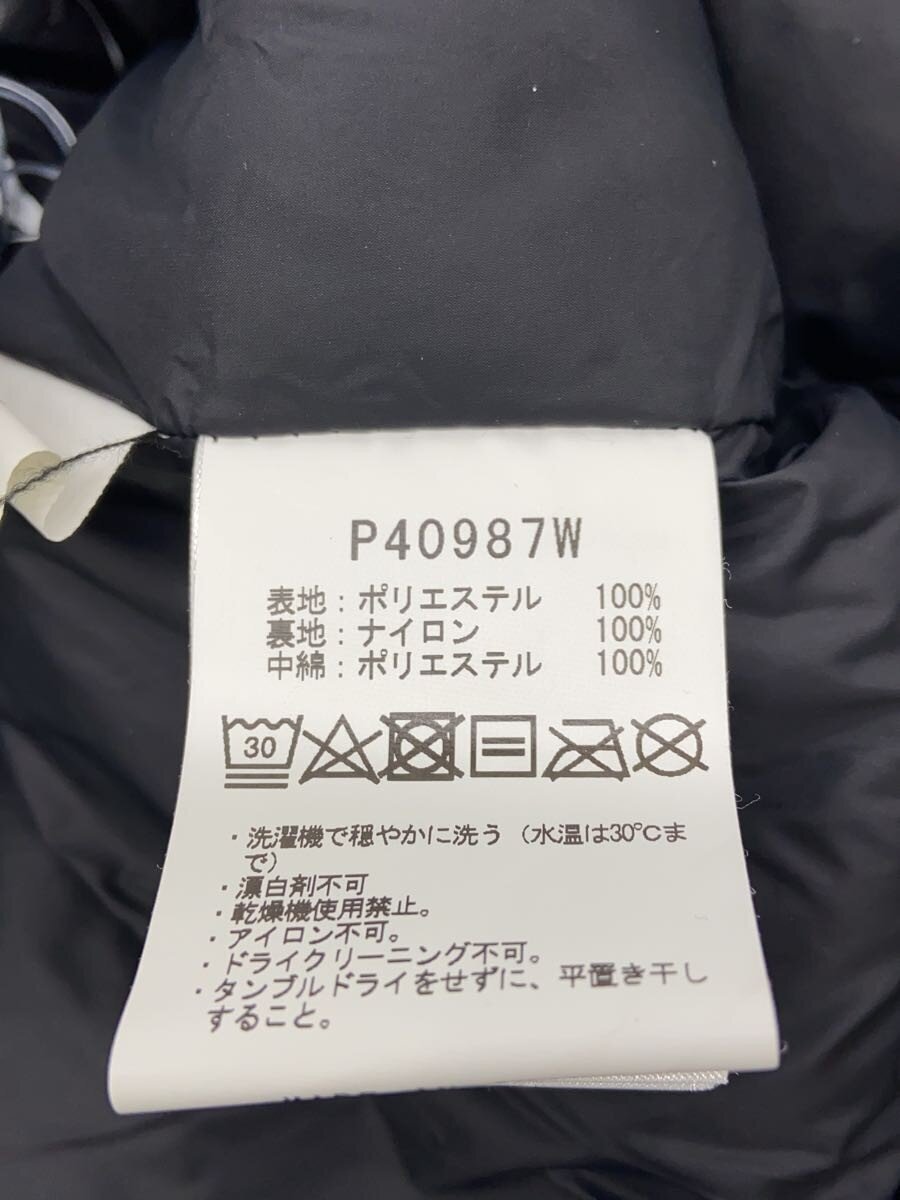 P40987W
表地：ポリエステル 100%
裏地：ナイロン 100%
中綿：ポリエステル 100%
30
・洗濯機で穏やかに洗う（水温は30℃ま
で）
・漂白剤不可
・乾燥機使用禁止。
・アイロン不可。
・ドライクリーニング不可。
・タンブルドライをせずに、平置き干し
すること。